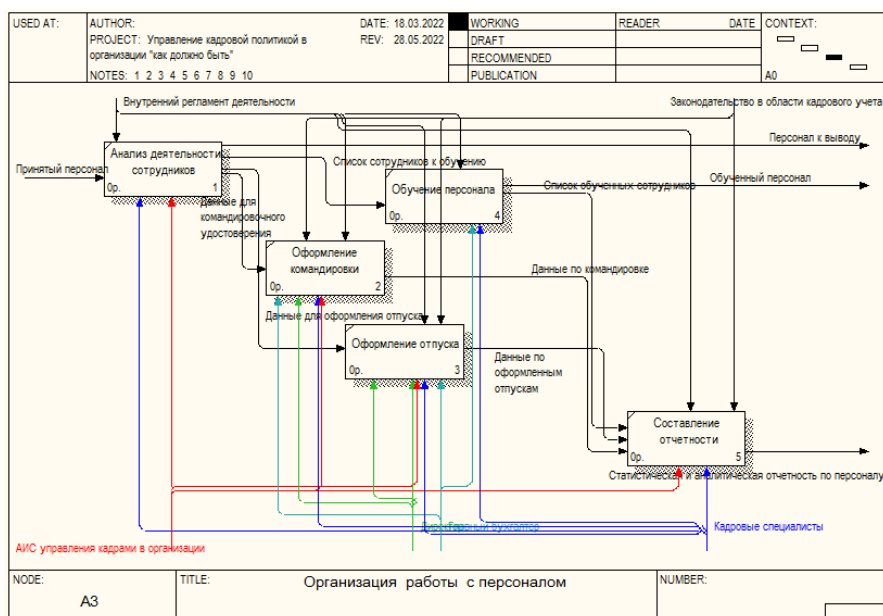 USED AT:
AUTHOR:
DATE: 18.03.2022
WORKING
READER
DATE
CONTEXT:
PROJECT: Управление кадровой политикой в
REV: 28.05.2022
DRAFT
организации "как должно быть"
RECOMMENDED
NOTES: 1 2 3 4 5 6 7 8 9 10
PUBLICATION
A0
Внутренний регламент деятельности
Законодательство в области кадрового учета
Персонал к выводу
Анализ деятельности
сотрудников
0р.
1
Принятый персонал
Список сотрудников к обучению
Обучение персонала
0р.
4
Обученный персонал
Список обученных сотрудников
Данные для
командировочного
удостоверения
Оформление
командировки
0р.
2
Данные по командировке
Данные для оформления отпуска
Оформление отпуска
0р.
3
Данные по
оформленным
отпускам
Составление
отчетности
0р.
5
Статистическая и аналитическая отчетность по персоналу
бухгалтер
Кадровые специалисты
АИС управления кадрами в организации
NODE:
TITLE:
Организация работы с персоналом
NUMBER:
A3